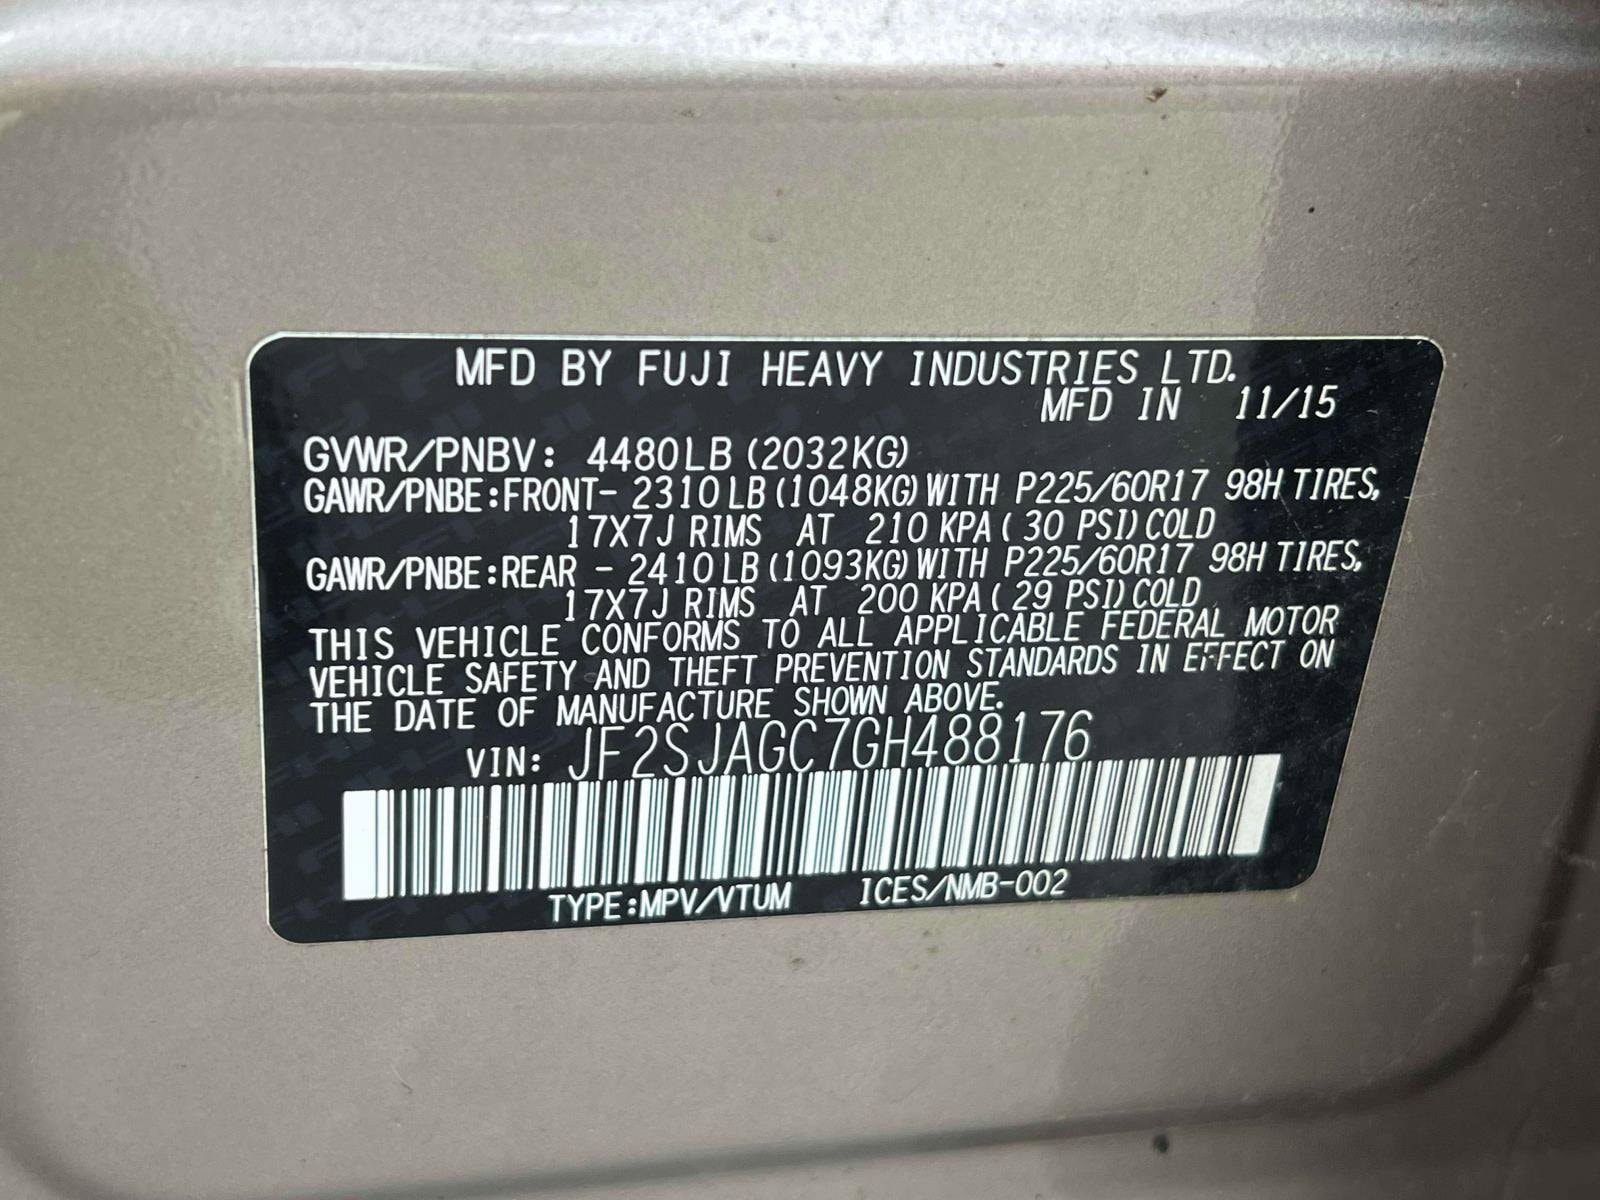 MFD BY FUJI HEAVY INDUSTRIES LTD.
MFD IN 11/15
GVWR/PNBV: 4480LB (2032KG)
GAWR/PNBE:FRONT- 2310LB (1048KG) WITH P225/60R17 98H TIRES,
17X7J RIMS AT 210 KPA ( 30 PSI) COLD
GAWR/PNBE:REAR - 2410LB (1093KG) WITH P225/60R17 98H TIRES,
17X7J RIMS AT 200 KPA ( 29 PSI) COLD
THIS VEHICLE CONFORMS TO ALL APPLICABLE FEDERAL MOTOR
VEHICLE SAFETY AND THEFT PREVENTION STANDARDS IN EFFECT ON
THE DATE OF MANUFACTURE SHOWN ABOVE.
VIN: JF2SJAGC7GH488176
TYPE:MPV/VTUM ICES/NMB-002